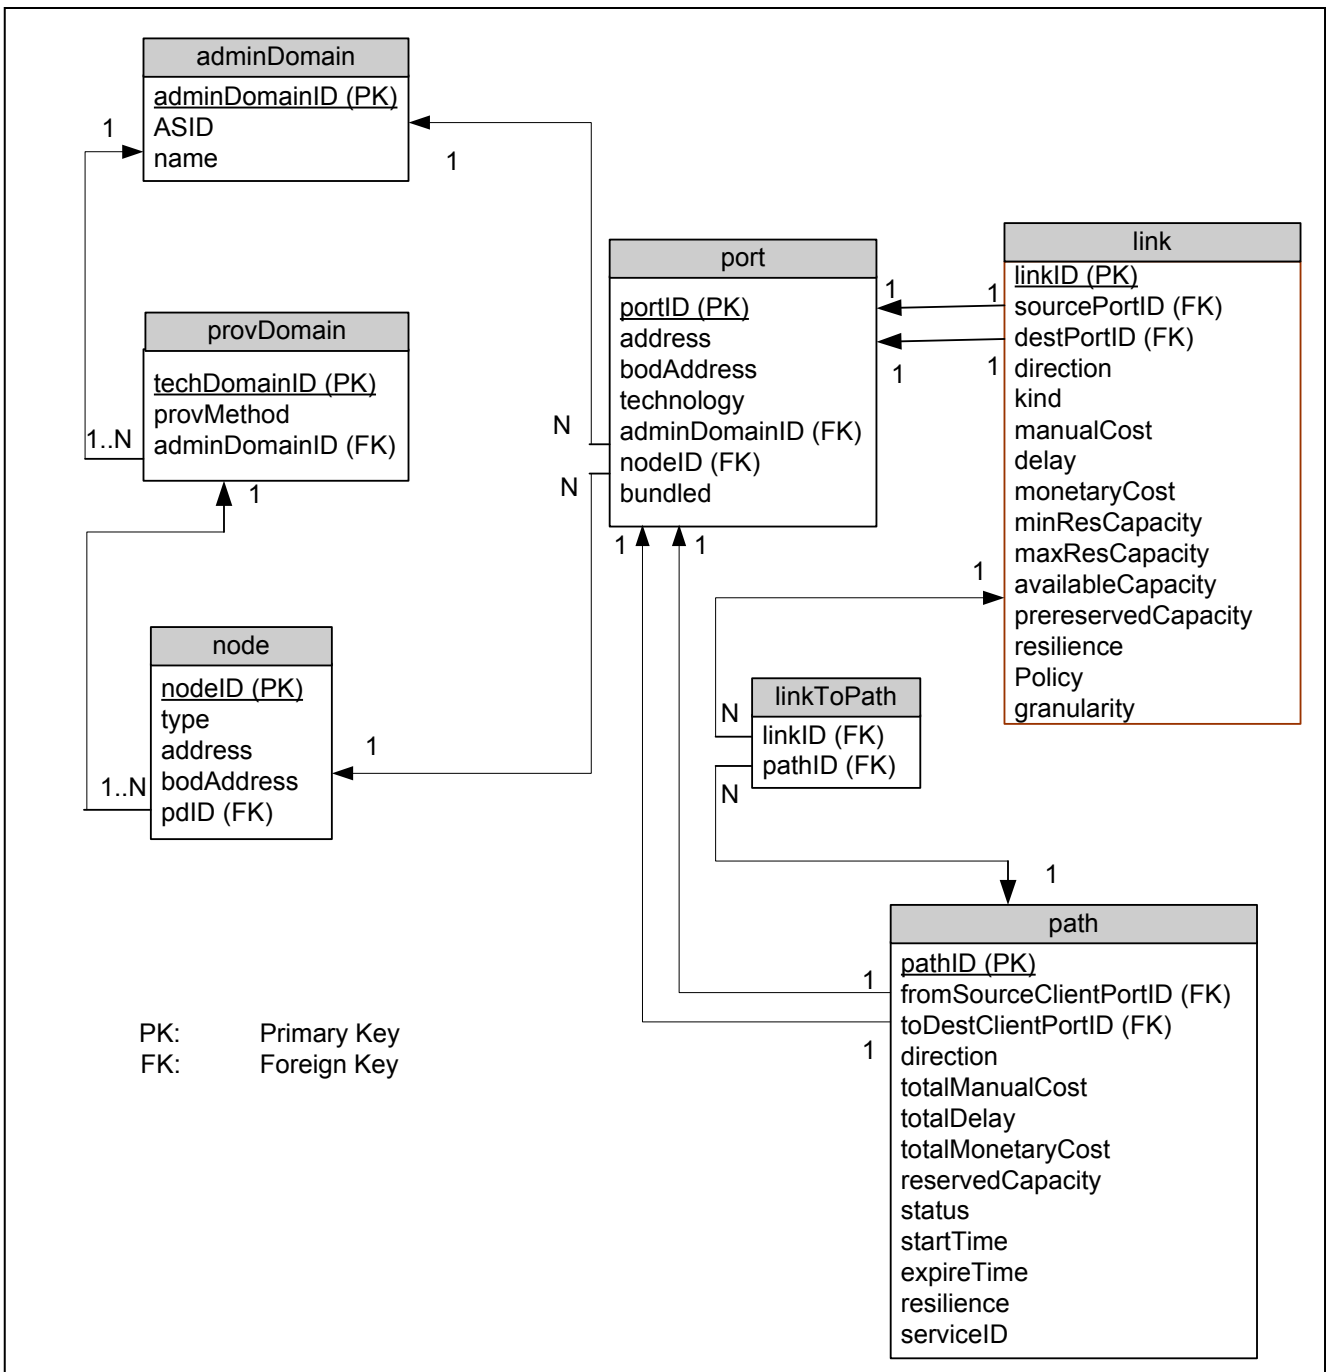 adminDomain
adminDomainID (PK)
ASID
name
1
1
provDomain
techDomainID (PK)
provMethod
adminDomainID (FK)
1..N
1
node
nodeID (PK)
type
address
bodAddress
pdID (FK)
1..N
1
port
portID (PK)
address
bodAddress
technology
adminDomainID (FK)
nodeID (FK)
bundled
N
N
1
1
1
1
1
1
link
linkID (PK)
sourcePortID (FK)
destPortID (FK)
direction
kind
manualCost
delay
monetaryCost
minResCapacity
maxResCapacity
availableCapacity
prereservedCapacity
resilience
Policy
granularity
1
linkToPath
linkID (FK)
pathID (FK)
N
N
1
path
pathID (PK)
fromSourceClientPortID (FK)
toDestClientPortID (FK)
direction
totalManualCost
totalDelay
totalMonetaryCost
reservedCapacity
status
startTime
expireTime
resilience
serviceID
1
1
PK: Primary Key
FK: Foreign Key